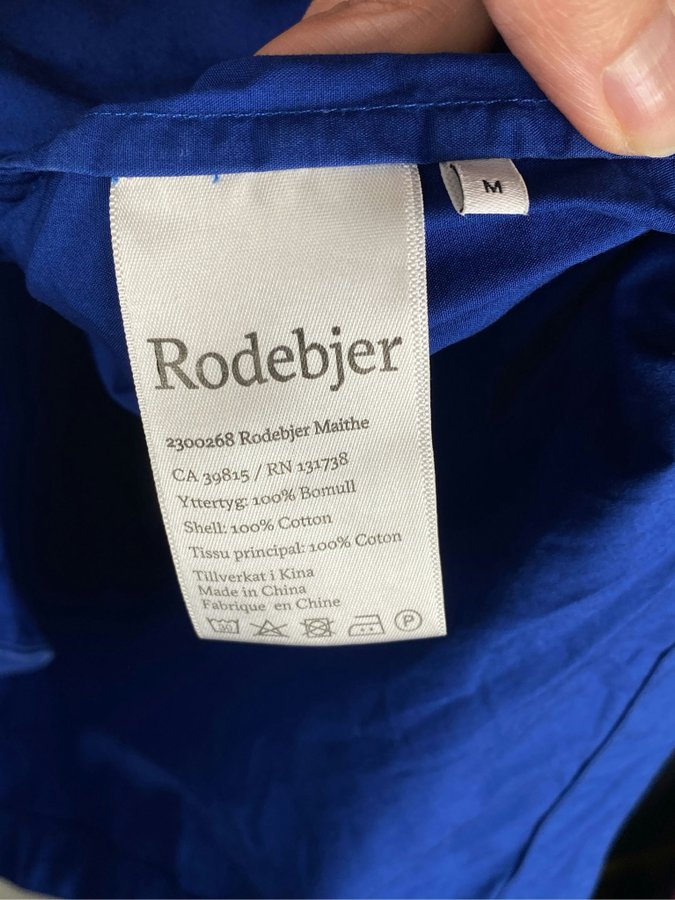 M
Rodebjer
2300268 Rodebjer Maithe
CA 39815 / RN 131738
Yttertyg: 100% Bomull
Shell: 100% Cotton
Tissu principal: 100% Coton
Tillverkat i Kina
Made in China
Fabrique en Chine
30 P